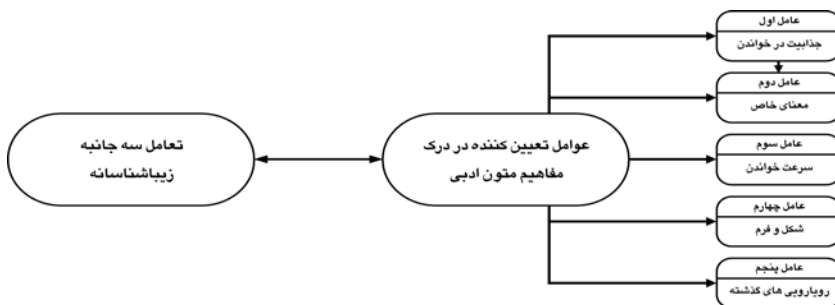 تعامل سه جانبه
زیباشناسانه
عوامل تعیین کننده در درک
مفاهیم متون ادبی
عامل اول
جذابیت در خواندن
عامل دوم
معنای خاص
عامل سوم
سرعت خواندن
عامل چهارم
شکل و فرم
عامل پنجم
رویارویی های گذشته